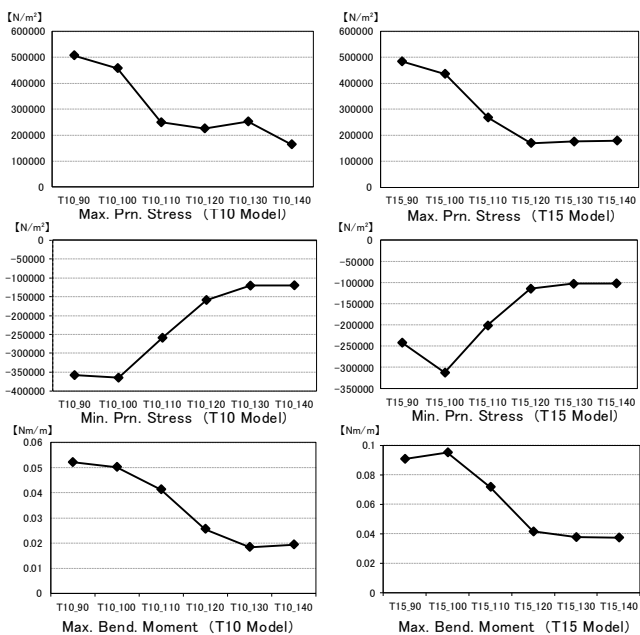 【N/m²】
600000
500000
400000
300000
200000
100000
0
T10_90 T10_100 T10_110 T10_120 T10_130 T10_140
Max. Prn. Stress (T10 Model)
【N/m²】
600000
500000
400000
300000
200000
100000
0
T15_90 T15_100 T15_110 T15_120 T15_130 T15_140
Max. Prn. Stress (T15 Model)
【N/m²】
0
-50000
-100000
-150000
-200000
-250000
-300000
-350000
-400000
T10_90 T10_100 T10_110 T10_120 T10_130 T10_140
Min. Prn. Stress (T10 Model)
【N/m²】
0
-50000
-100000
-150000
-200000
-250000
-300000
-350000
T15_90 T15_100 T15_110 T15_120 T15_130 T15_140
Min. Prn. Stress (T15 Model)
【Nm/m】
0.06
0.05
0.04
0.03
0.02
0.01
0
T10_90 T10_100 T10_110 T10_120 T10_130 T10_140
Max. Bend. Moment (T10 Model)
【Nm/m】
0.1
0.08
0.06
0.04
0.02
0
T15_90 T15_100 T15_110 T15_120 T15_130 T15_140
Max. Bend. Moment (T15 Model)